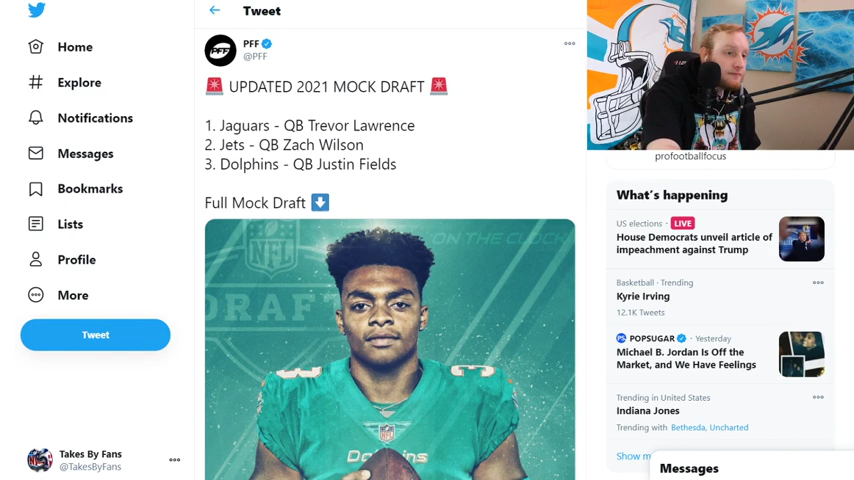 Tweet
Home
Explore
Notifications
Messages
Bookmarks
Lists
Profile
More
Tweet
Takes By Fans
@TakesByFans
PFF
PFF
@PFF
🚨 UPDATED 2021 MOCK DRAFT 🚨
1. Jaguars - QB Trevor Lawrence
2. Jets - QB Zach Wilson
3. Dolphins - QB Justin Fields
Full Mock Draft ⬇️
NFL
ON THE CLOCK
DRAFT
Dolphins
profootballfocus
What's happening
US elections · LIVE
House Democrats unveil article of
impeachment against Trump
Basketball · Trending
Kyrie Irving
12.1K Tweets
POPSUGAR · Yesterday
Michael B. Jordan Is Off the
Market, and We Have Feelings
Trending in United States
Indiana Jones
Trending with Bethesda, Uncharted
Show m
Messages